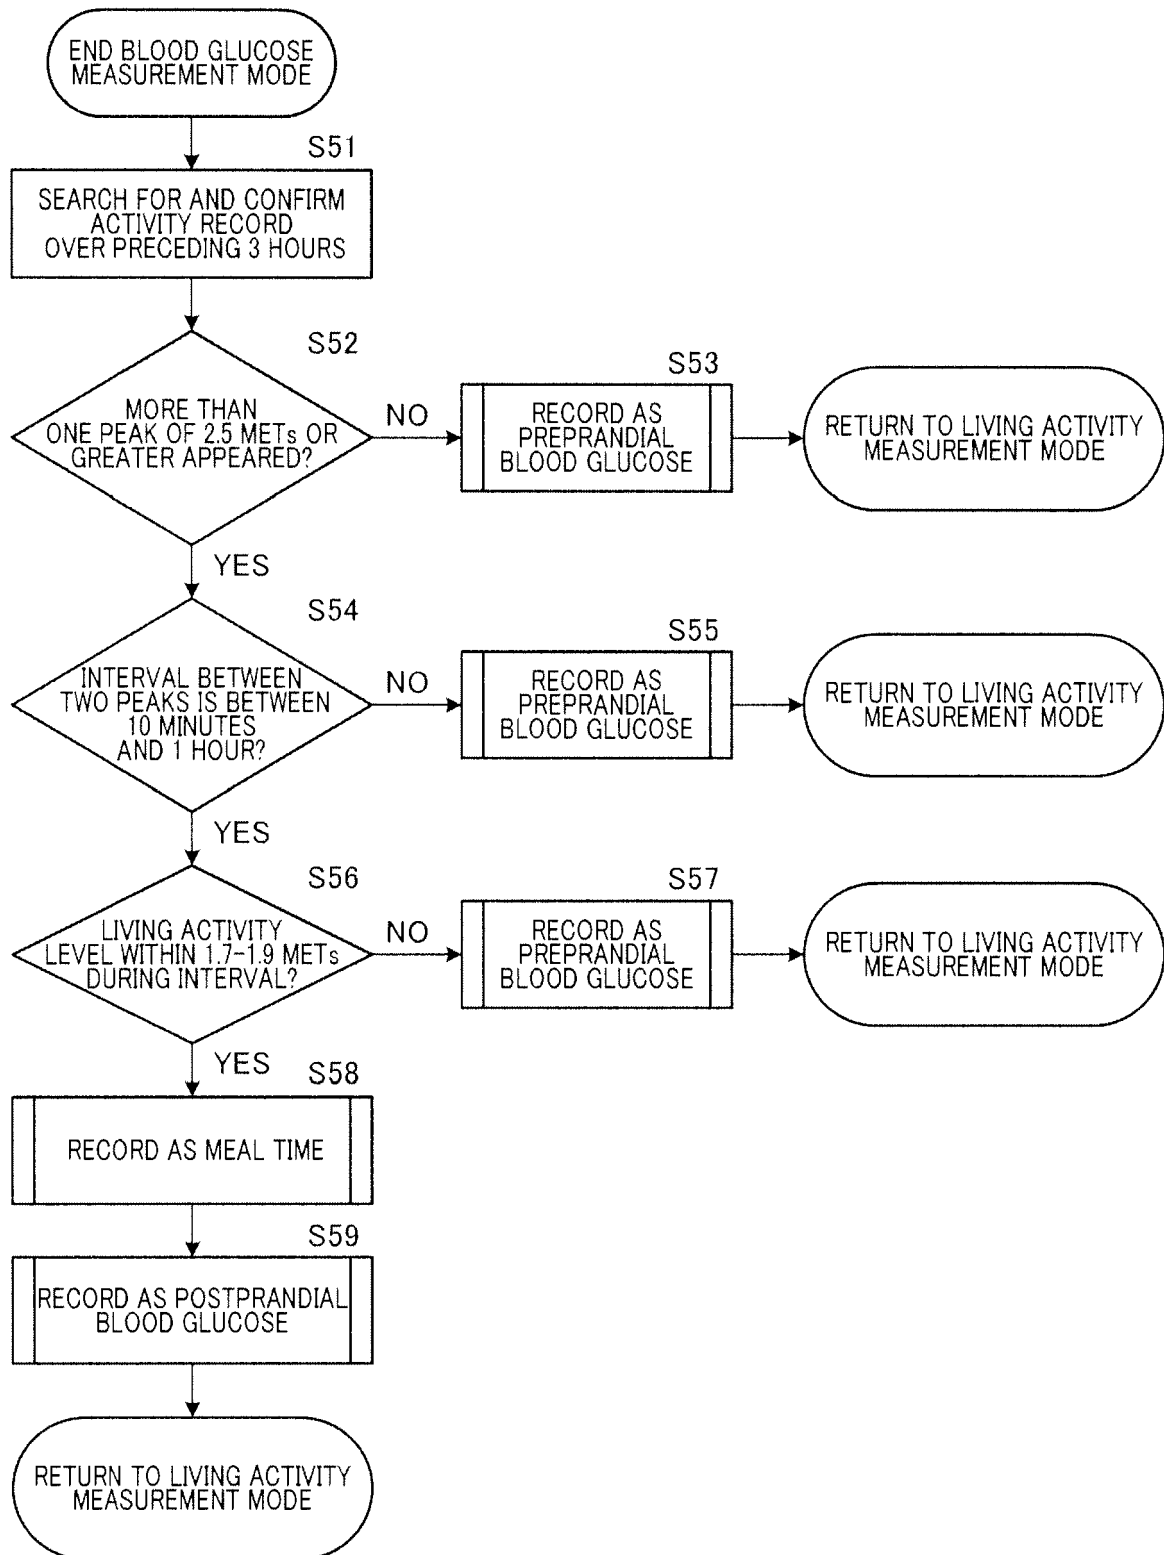 END BLOOD GLUCOSE
MEASUREMENT MODE
S51
SEARCH FOR AND CONFIRM
ACTIVITY RECORD
OVER PRECEDING 3 HOURS
S52
MORE THAN
ONE PEAK OF 2.5 METs OR
GREATER APPEARED?
NO
S53
RECORD AS
PREPRANDIAL
BLOOD GLUCOSE
RETURN TO LIVING ACTIVITY
MEASUREMENT MODE
YES
S54
INTERVAL BETWEEN
TWO PEAKS IS BETWEEN
10 MINUTES
AND 1 HOUR?
NO
S55
RECORD AS
PREPRANDIAL
BLOOD GLUCOSE
RETURN TO LIVING ACTIVITY
MEASUREMENT MODE
YES
S56
LIVING ACTIVITY
LEVEL WITHIN 1.7-1.9 METs
DURING INTERVAL?
NO
S57
RECORD AS
PREPRANDIAL
BLOOD GLUCOSE
RETURN TO LIVING ACTIVITY
MEASUREMENT MODE
YES
S58
RECORD AS MEAL TIME
S59
RECORD AS POSTPRANDIAL
BLOOD GLUCOSE
RETURN TO LIVING ACTIVITY
MEASUREMENT MODE